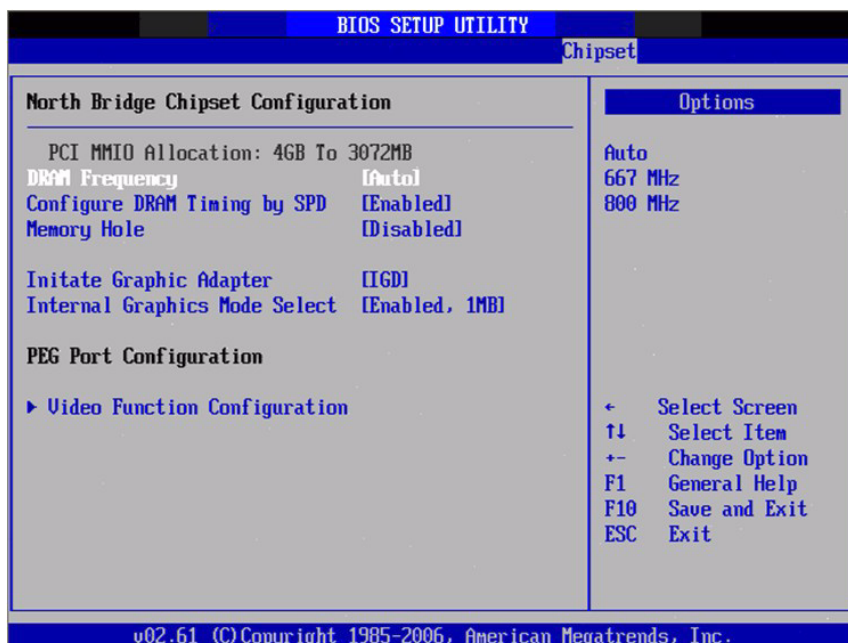 BIOS SETUP UTILITY
Chipset
North Bridge Chipset Configuration
PCI MMIO Allocation: 4GB To 3072MB
DRAM Frequency [Auto]
Configure DRAM Timing by SPD [Enabled]
Memory Hole [Disabled]
Initate Graphic Adapter [IGD]
Internal Graphics Mode Select [Enabled, 1MB]
PEG Port Configuration
▶ Video Function Configuration
Options
Auto
667 MHz
800 MHz
← Select Screen
↑↓ Select Item
+- Change Option
F1 General Help
F10 Save and Exit
ESC Exit
v02.61 (C)Copyright 1985-2006, American Megatrends, Inc.